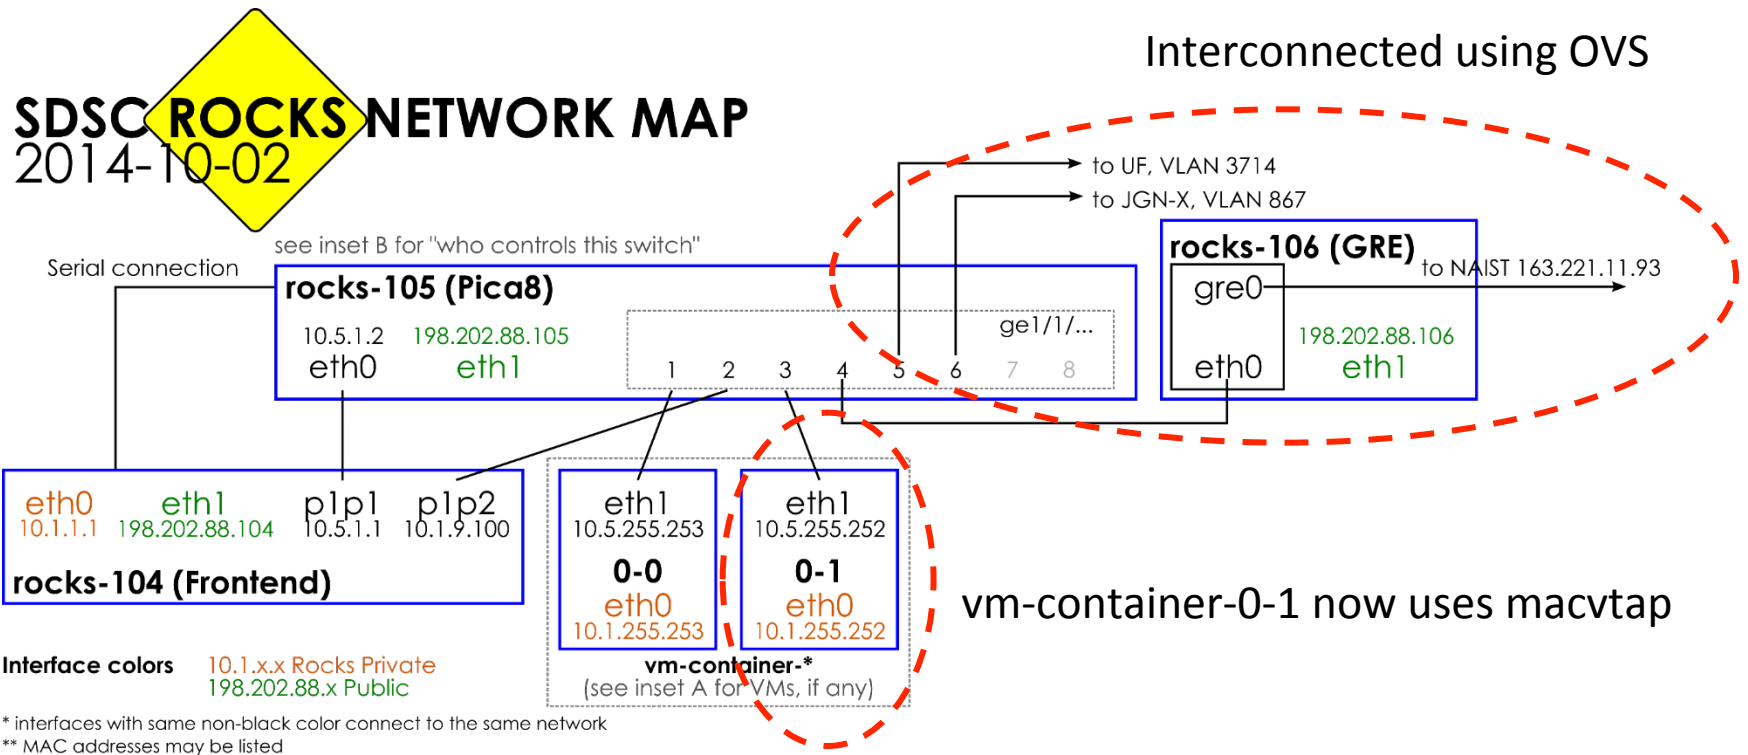 Interconnected using OVS
SDSC ROCKS NETWORK MAP
2014-10-02
to UF, VLAN 3714
to JGN-X, VLAN 867
see inset B for "who controls this switch"
Serial connection
rocks-105 (Pica8)
10.5.1.2
eth0
198.202.88.105
eth1
ge1/1/...
1 2 3 4 5 6 7 8
rocks-106 (GRE)
to NAIST 163.221.11.93
gre0
198.202.88.106
eth0
eth1
eth0
10.1.1.1
eth1
198.202.88.104
p1p1
10.5.1.1
p1p2
10.1.9.100
rocks-104 (Frontend)
eth1
10.5.255.253
0-0
eth0
10.1.255.253
eth1
10.5.255.252
0-1
eth0
10.1.255.252
vm-container-*
(see inset A for VMs, if any)
vm-container-0-1 now uses macvtap
Interface colors
10.1.x.x Rocks Private
198.202.88.x Public
* interfaces with same non-black color connect to the same network
** MAC addresses may be listed